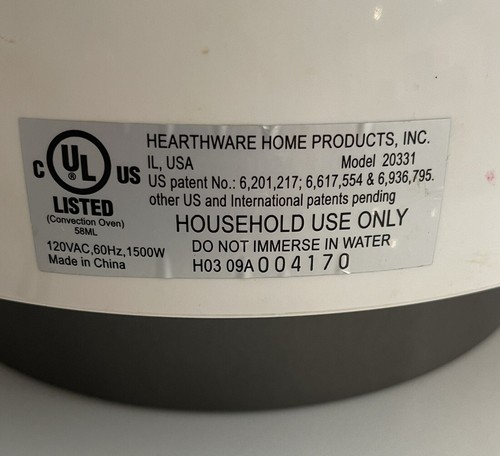 C UL ® US
LISTED
(Convection Oven)
58ML
120VAC,60Hz,1500W
Made in China
HEARTHWARE HOME PRODUCTS, INC.
IL, USA Model 20331
US patent No.: 6,201,217; 6,617,554 & 6,936,795.
other US and International patents pending
HOUSEHOLD USE ONLY
DO NOT IMMERSE IN WATER
H03 09A004170